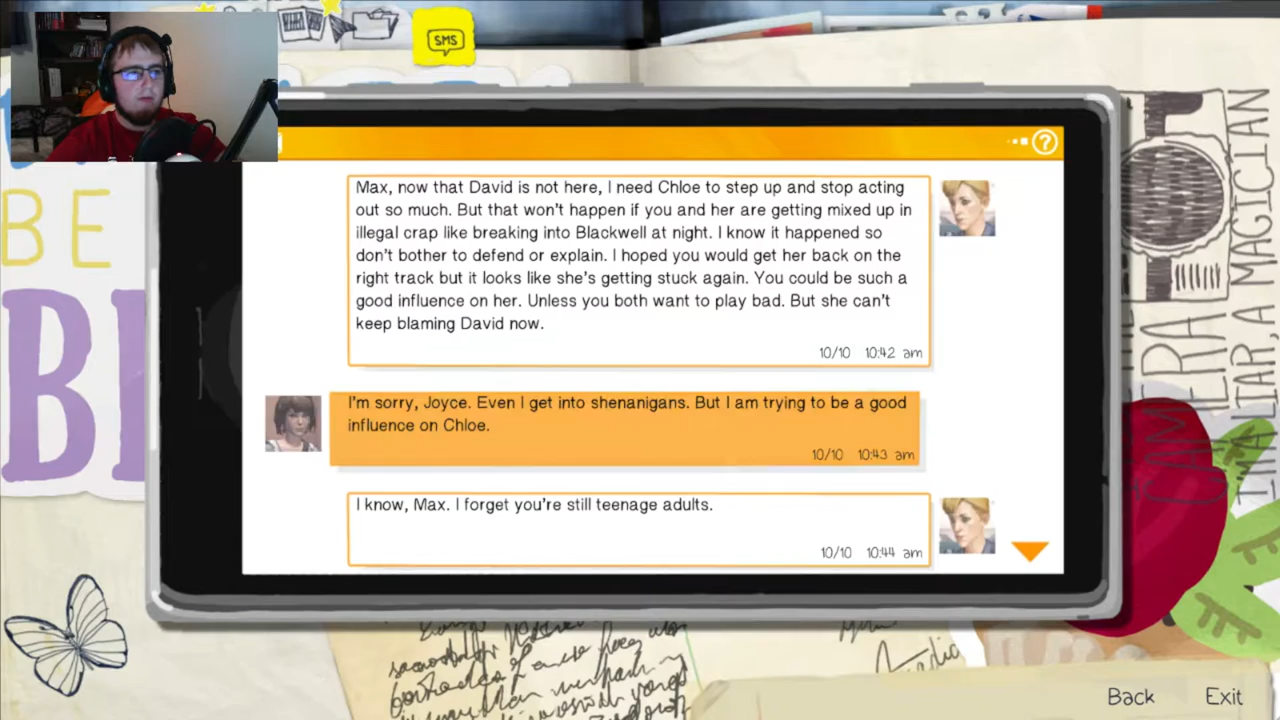 SMS
?
BE
Max, now that David is not here, I need Chloe to step up and stop acting
out so much. But that won't happen if you and her are getting mixed up in
illegal crap like breaking into Blackwell at night. I know it happened so
don't bother to defend or explain. I hoped you would get her back on the
right track but it looks like she's getting stuck again. You could be such a
good influence on her. Unless you both want to play bad. But she can't
keep blaming David now.
10/10 10:42 am
I'm sorry, Joyce. Even I get into shenanigans. But I am trying to be a good
influence on Chloe.
10/10 10:43 am
I know, Max. I forget you're still teenage adults.
10/10 10:44 am
CAMERA
I'M A LIAR, A MAGICIAN
Back Exit